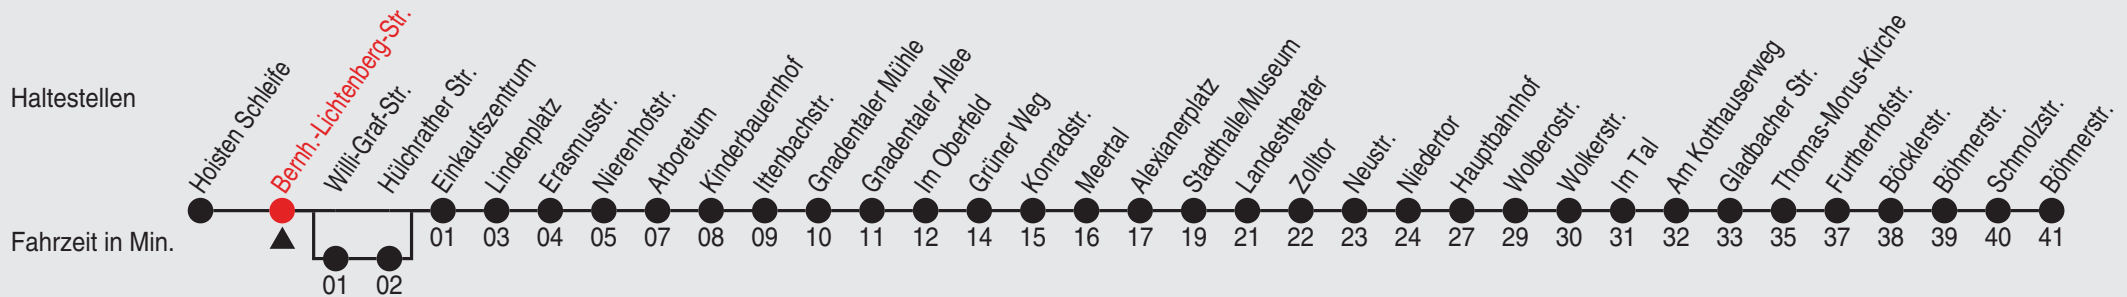 Haltestellen
Hoisten Schleife
Bernh.-Lichtenberg-Str.
Willi-Graf-Str.
Hülchrather Str.
Einkaufszentrum
Lindenplatz
Erasmusstr.
Nierenhofstr.
Arboretum
Kinderbauernhof
Ittenbachstr.
Gnadentaler Mühle
Gnadentaler Allee
Im Oberfeld
Grüner Weg
Konradstr.
Meertal
Alexianerplatz
Stadthalle/Museum
Landestheater
Zolltor
Neustr.
Niedertor
Hauptbahnhof
Wolberostr.
Wolkerstr.
Im Tal
Am Kotthauserweg
Gladbacher Str.
Thomas-Morus-Kirche
Furtherhofstr.
Böcklerstr.
Böhmerstr.
Schmolzstr.
Böhmerstr.
Fahrzeit in Min.
01 03 04 05 07 08 09 10 11 12 14 15 16 17 19 21 22 23 24 27 29 30 31 32 33 35 37 38 39 40 41
01 02